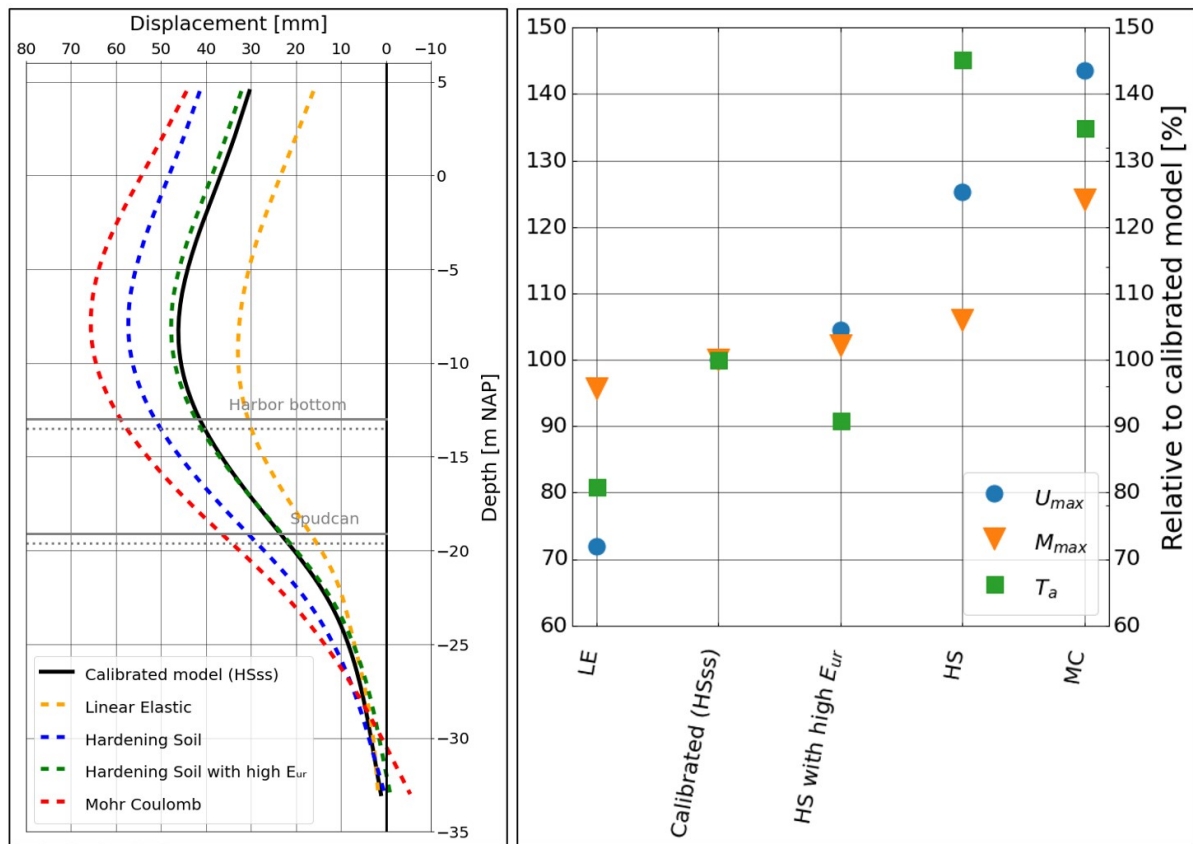 Displacement [mm]
80 70 60 50 40 30 20 10 0 −10
5
0
−5
−10
−15
−20
−25
−30
−35
Depth [m NAP]
Harbor bottom
Spudcan
Calibrated model (HSss)
Linear Elastic
Hardening Soil
Hardening Soil with high Eur
Mohr Coulomb
150
140
130
120
110
100
90
80
70
60
150
140
130
120
110
100
90
80
70
60
Relative to calibrated model [%]
Umax
Mmax
Ta
LE
Calibrated (HSss)
HS with high Eur
HS
MC